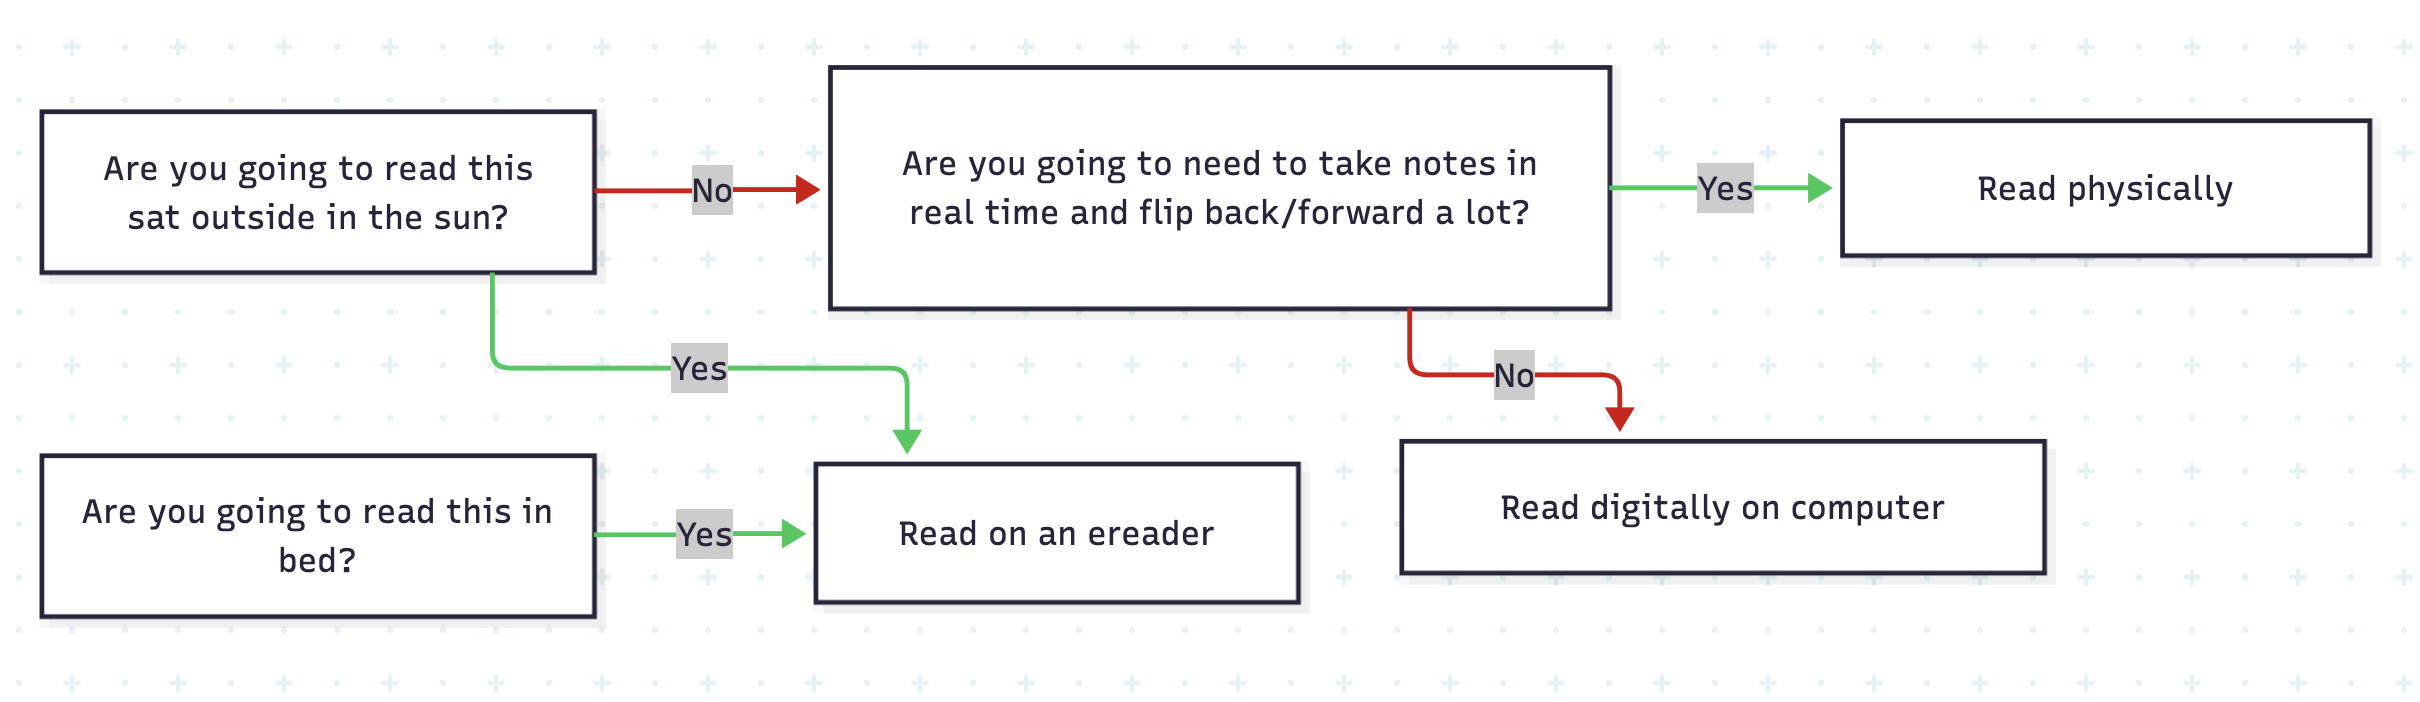 Are you going to read this
sat outside in the sun?
No
Are you going to need to take notes in
real time and flip back/forward a lot?
Yes
Read physically
Yes
No
Are you going to read this in
bed?
Yes
Read on an ereader
Read digitally on computer